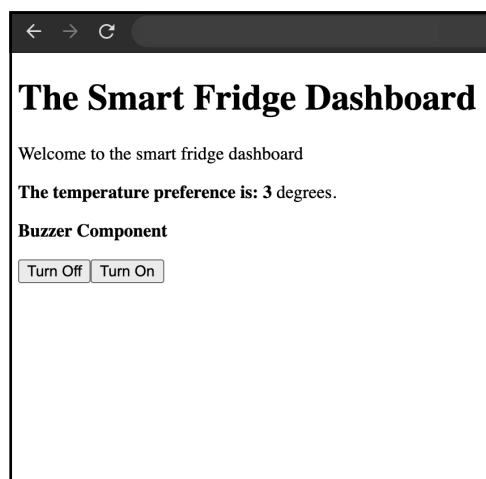 The Smart Fridge Dashboard
Welcome to the smart fridge dashboard
The temperature preference is: 3 degrees.
Buzzer Component
Turn Off Turn On